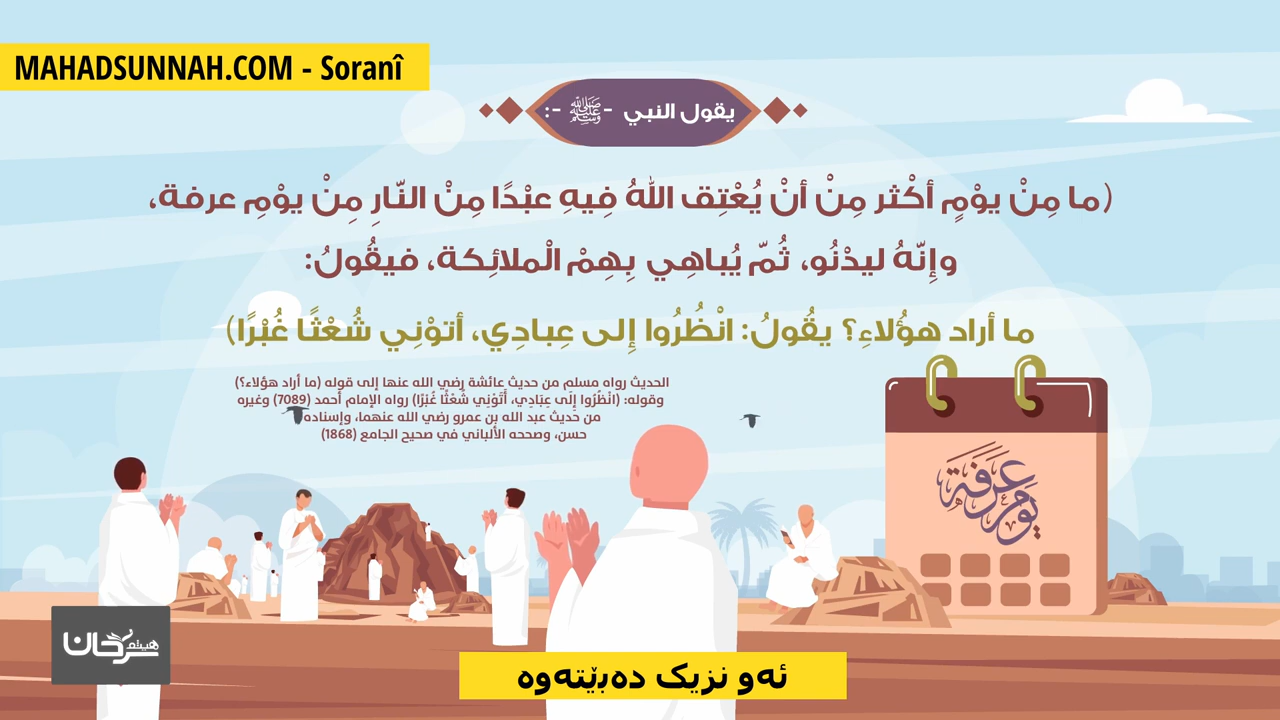 MAHADSUNNAH.COM - Soranî
يقول النبي -ﷺ-:
(ما مِنْ يوْمٍ أكْثر مِنْ أنْ يُعْتِق اللهُ فِيهِ عبْدًا مِنْ النّارِ مِنْ يوْمِ عرفة،
وإِنّهُ ليدْنُو، ثُمّ يُباهِي بِهِمْ الْملائِكة، فيقُولُ:
ما أراد هؤُلاءِ؟ يقُولُ: انْظُرُوا إِلى عِبادِي، أتوْنِي شُعْثًا غُبْرًا)
الحديث رواه مسلم من حديث عائشة رضي الله عنها إلى قوله (ما أراد هؤلاء؟)
وقوله: (انْظُرُوا إِلَى عِبَادِي، أَتَوْنِي شُعْثًا غُبْرًا) رواه الإمام أحمد (7089) وغيره
من حديث عبد الله بن عمرو رضي الله عنهما، وإسناده
حسن، وصححه الألباني في صحيح الجامع (1868)
يوم عرفة
هيثم سرحان
ئەو نزیک دەبێتەوە